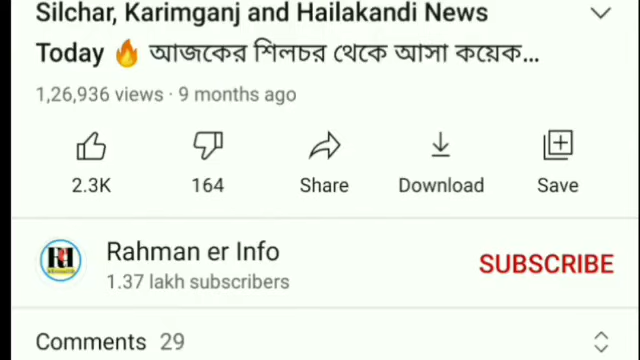 Silchar, Karimganj and Hailakandi News
Today 🔥 আজকের শিলচর থেকে আসা কয়েক...
1,26,936 views · 9 months ago
2.3K
164
Share
Download
Save
Rahman er Info
1.37 lakh subscribers
SUBSCRIBE
Comments 29